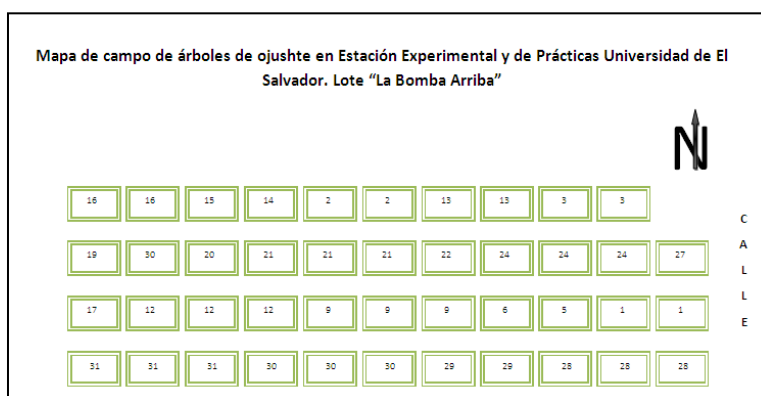 Mapa de campo de árboles de ojushte en Estación Experimental y de Prácticas Universidad de El
Salvador. Lote “La Bomba Arriba”
N
16 16 15 14 2 2 13 13 3 3
19 30 20 21 21 21 22 24 24 24 27
17 12 12 12 9 9 9 6 5 1 1
31 31 31 30 30 30 29 29 28 28 28
C
A
L
L
E